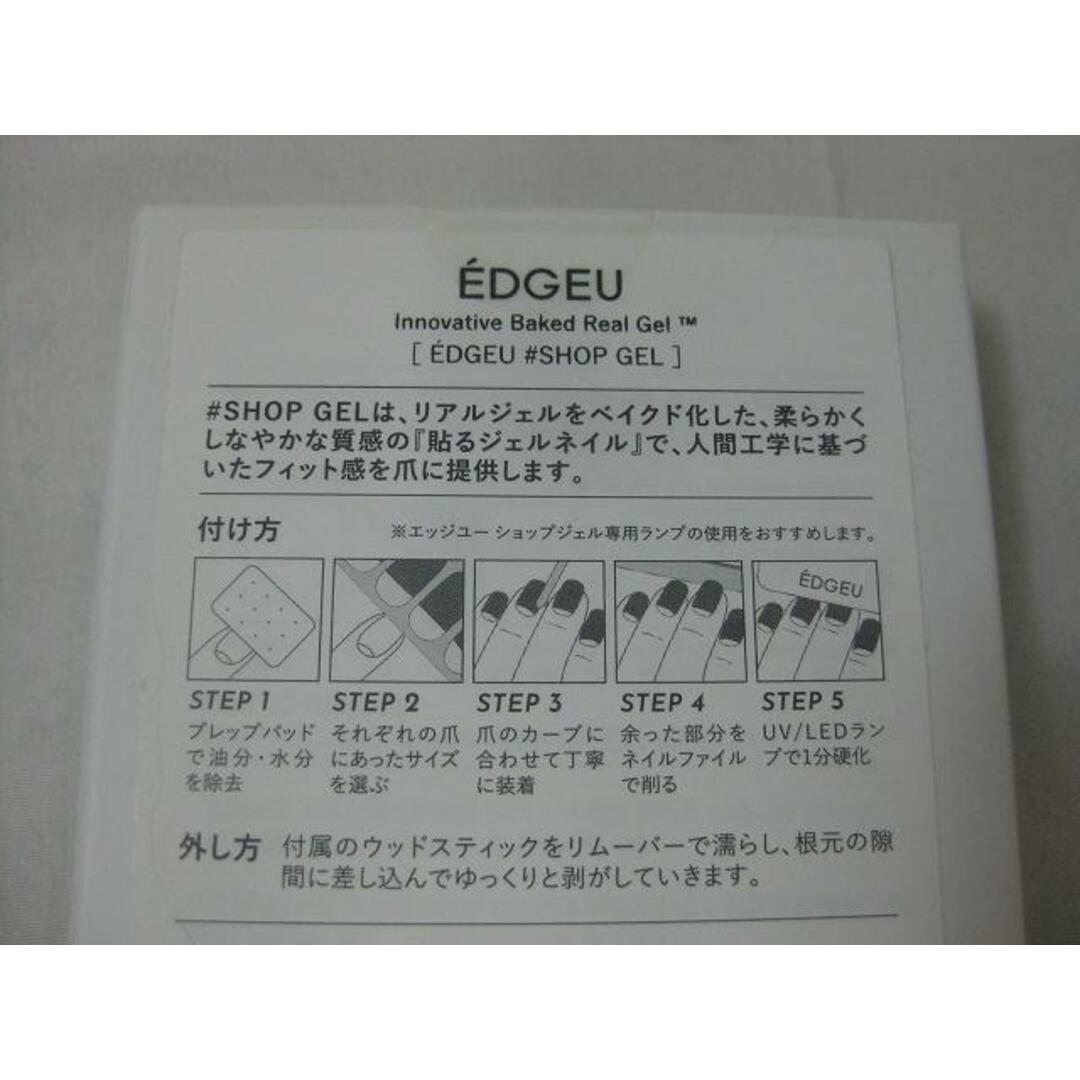 ÉDGEU
Innovative Baked Real Gel ™
[ ÉDGEU #SHOP GEL ]
#SHOP GELは、リアルジェルをベイクド化した、柔らかく
しなやかな質感の『貼るジェルネイル』で、人間工学に基づ
いたフィット感を爪に提供します。
付け方 ※エッジユー ショップジェル専用ランプの使用をおすすめします。
ÉDGEU
STEP 1
プレップパッド
で油分・水分
を除去
STEP 2
それぞれの爪
にあったサイズ
を選ぶ
STEP 3
爪のカーブに
合わせて丁寧
に装着
STEP 4
余った部分を
ネイルファイル
で削る
STEP 5
UV/LEDラン
プで1分硬化
外し方 付属のウッドスティックをリムーバーで濡らし、根元の隙
間に差し込んでゆっくりと剥がしていきます。